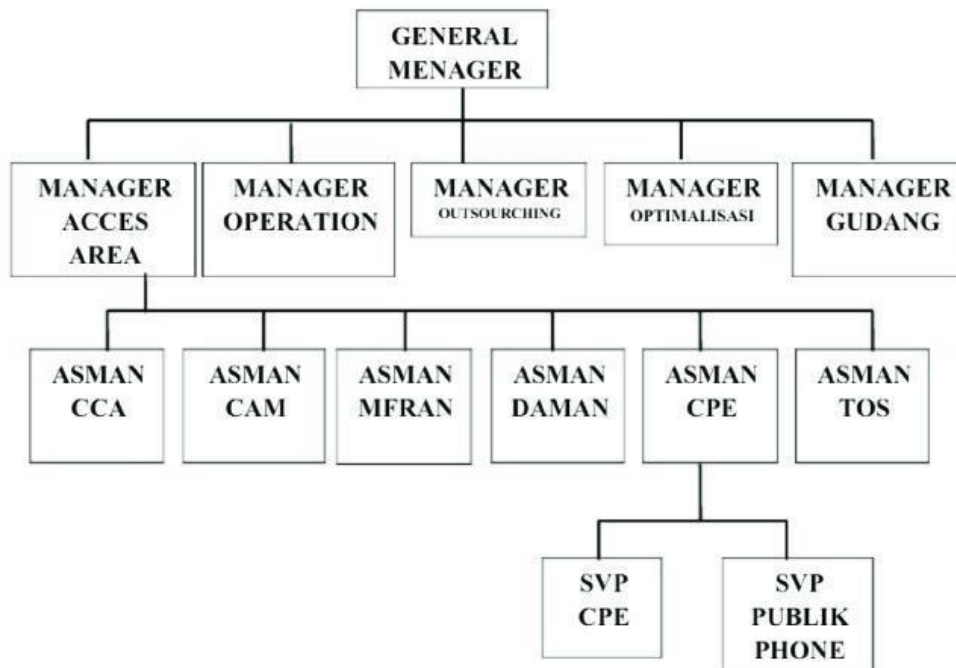 GENERAL
MENAGER
MANAGER
ACCES
AREA
MANAGER
OPERATION
MANAGER
OUTSOURCHING
MANAGER
OPTIMALISASI
MANAGER
GUDANG
ASMAN
CCA
ASMAN
CAM
ASMAN
MFRAN
ASMAN
DAMAN
ASMAN
CPE
ASMAN
TOS
SVP
CPE
SVP
PUBLIK
PHONE